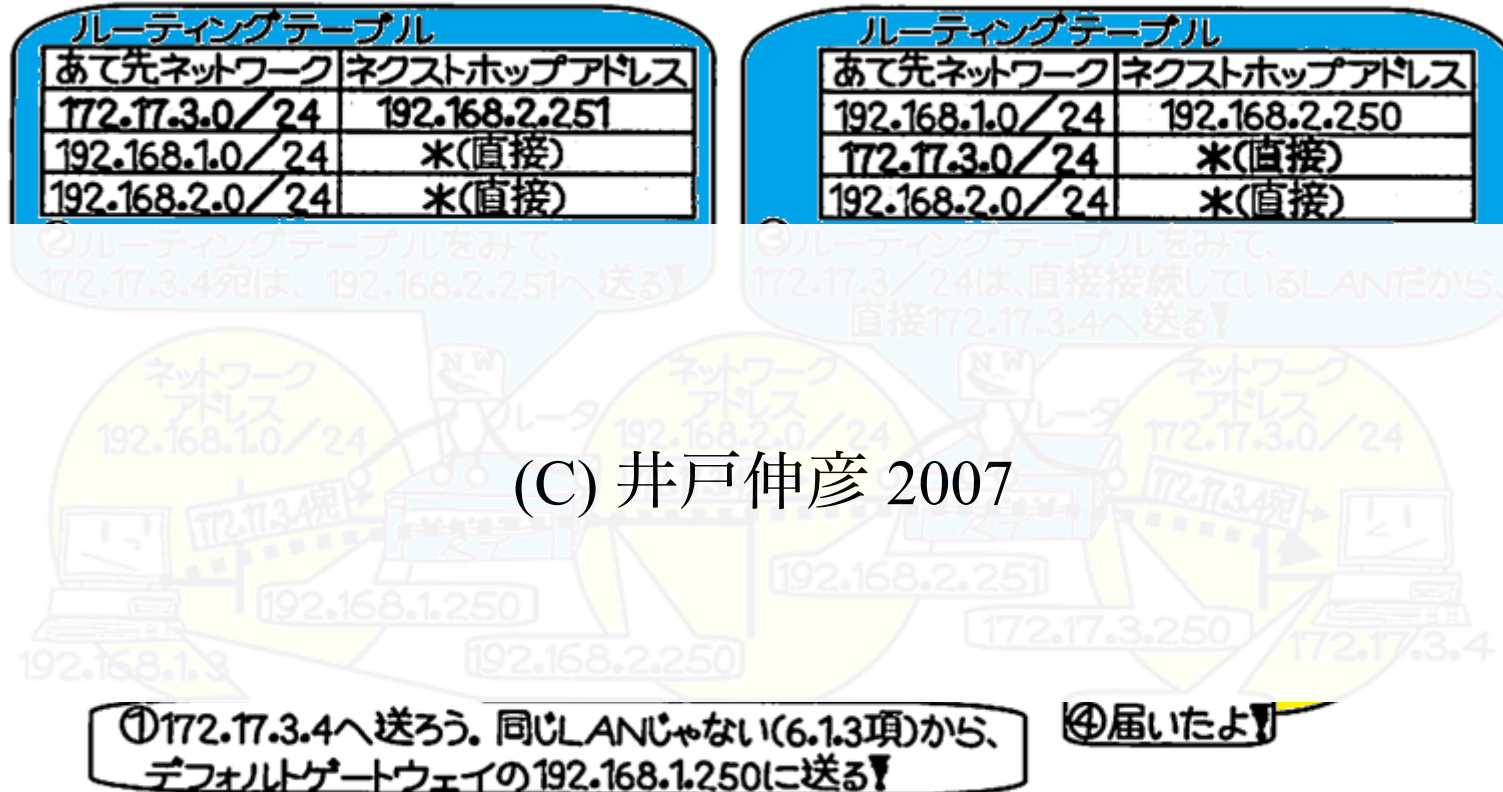 ルーティングテーブル
あて先ネットワーク ネクストホップアドレス
172.17.3.0/24 192.168.2.251
192.168.1.0/24 *(直接)
192.168.2.0/24 *(直接)
②ルーティングテーブルをみて、
172.17.3.4宛は、192.168.2.251へ送る!
ルーティングテーブル
あて先ネットワーク ネクストホップアドレス
192.168.1.0/24 192.168.2.250
172.17.3.0/24 *(直接)
192.168.2.0/24 *(直接)
③ルーティングテーブルをみて、
172.17.3/24は、直接接続しているLANだから、
直接172.17.3.4へ送る!
ネットワーク
アドレス
192.168.1.0/24
NW
ルータ
ネットワーク
アドレス
192.168.2.0/24
NW
ルータ
ネットワーク
アドレス
172.17.3.0/24
(C) 井戸伸彦 2007
172.17.3.4宛
172.17.3.4宛
192.168.1.250
192.168.2.251
192.168.2.250
172.17.3.250
192.168.1.3
172.17.3.4
①172.17.3.4へ送ろう. 同じLANじゃない(6.1.3項)から、
デフォルトゲートウェイの192.168.1.250に送る!
④届いたよ!